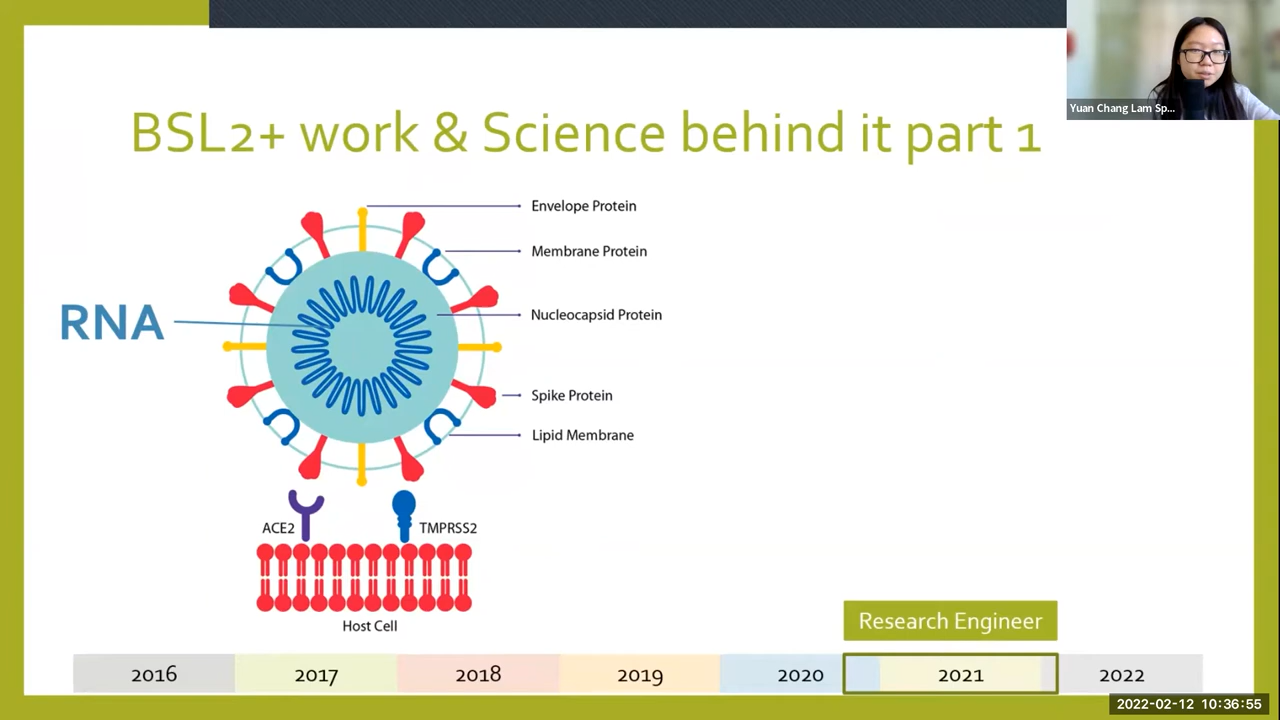 Yuan Chang Lam Sp...
BSL2+ work & Science behind it part 1
Envelope Protein
Membrane Protein
Nucleocapsid Protein
RNA
Spike Protein
Lipid Membrane
ACE2
TMPRSS2
Host Cell
Research Engineer
2016 2017 2018 2019 2020 2021 2022
2022-02-12 10:36:55